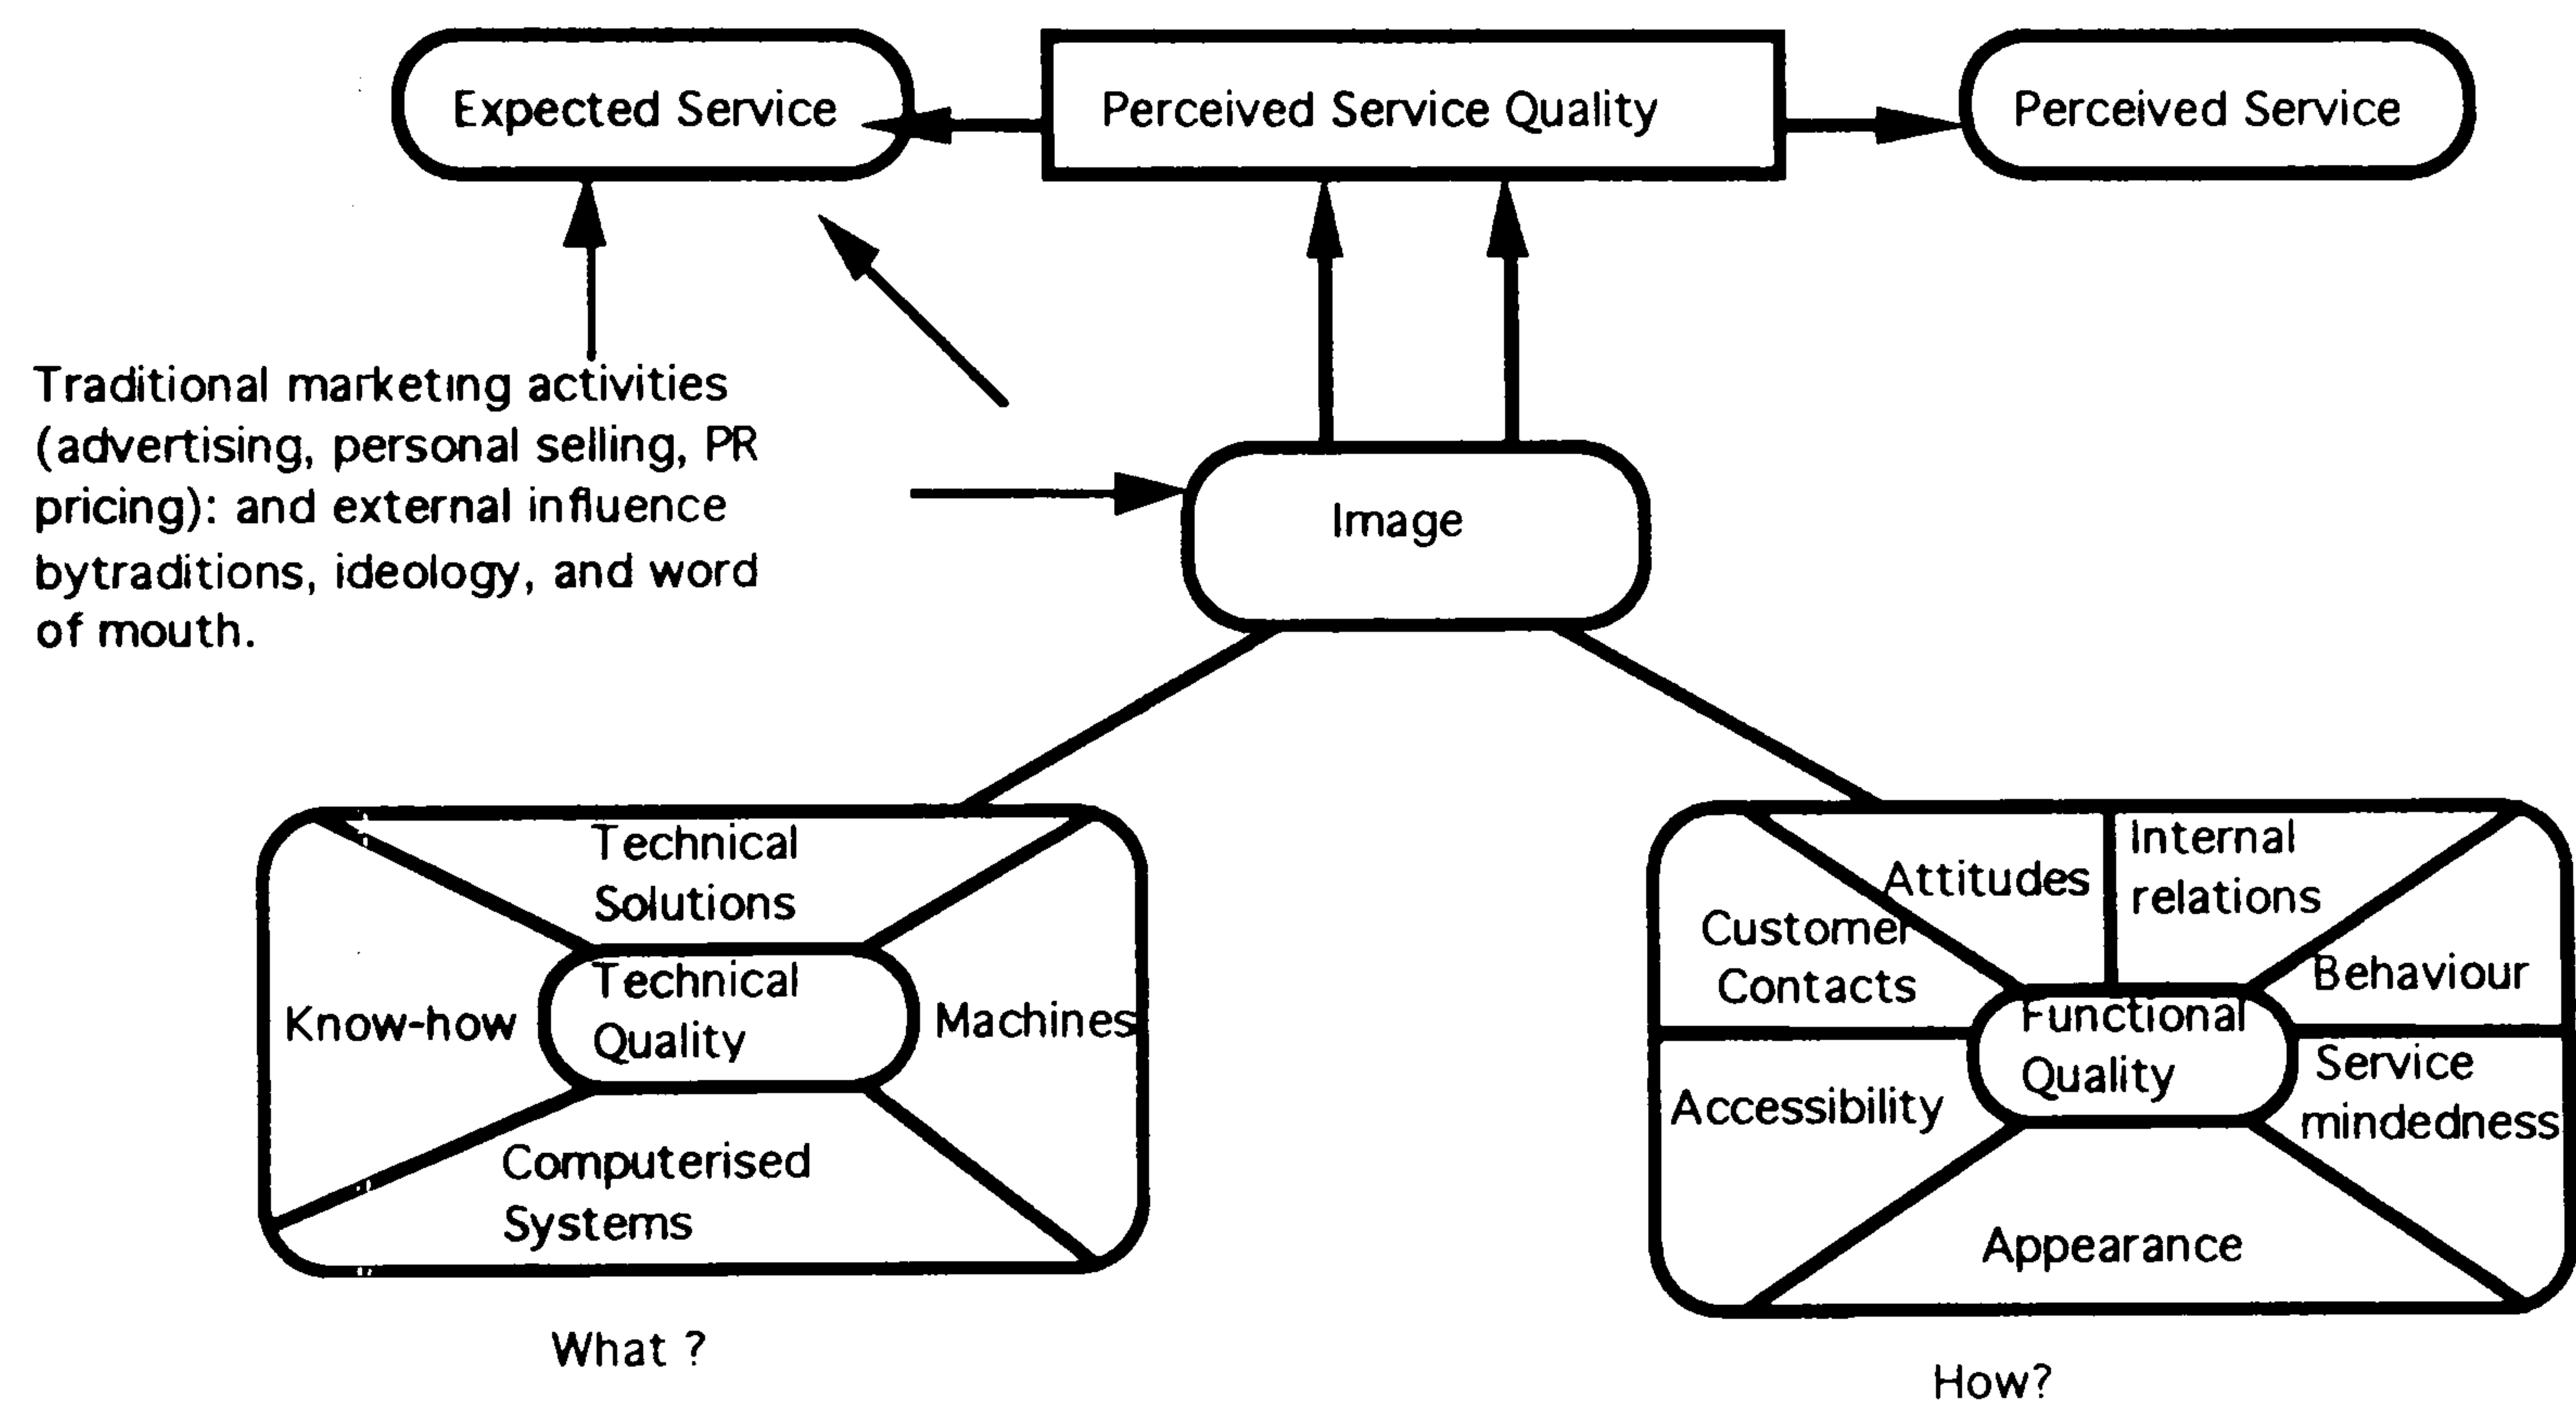 Expected Service
Perceived Service Quality
Perceived Service
Traditional marketing activities
(advertising, personal selling, PR
pricing): and external influence
bytraditions, ideology, and word
of mouth.
Image
Technical
Solutions
Know-how
Technical
Quality
Machines
Computerised
Systems
What ?
Attitudes
Internal
relations
Customer
Contacts
Behaviour
Functional
Quality
Accessibility
Service
mindedness
Appearance
How?